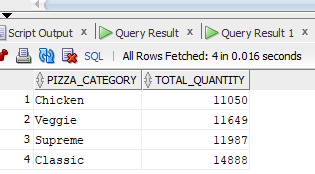 Script Output Query Result Query Result 1
SQL All Rows Fetched: 4 in 0.016 seconds
PIZZA_CATEGORY TOTAL_QUANTITY
1 Chicken 11050
2 Veggie 11649
3 Supreme 11987
4 Classic 14888